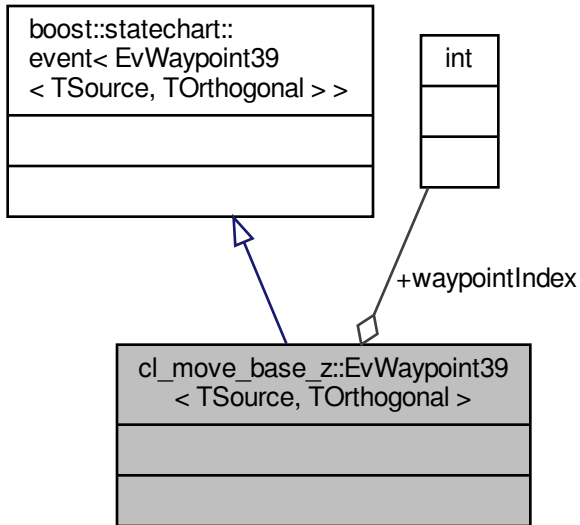 boost::statechart::
event< EvWaypoint39
< TSource, TOrthogonal > >
int
+waypointIndex
cl_move_base_z::EvWaypoint39
< TSource, TOrthogonal >